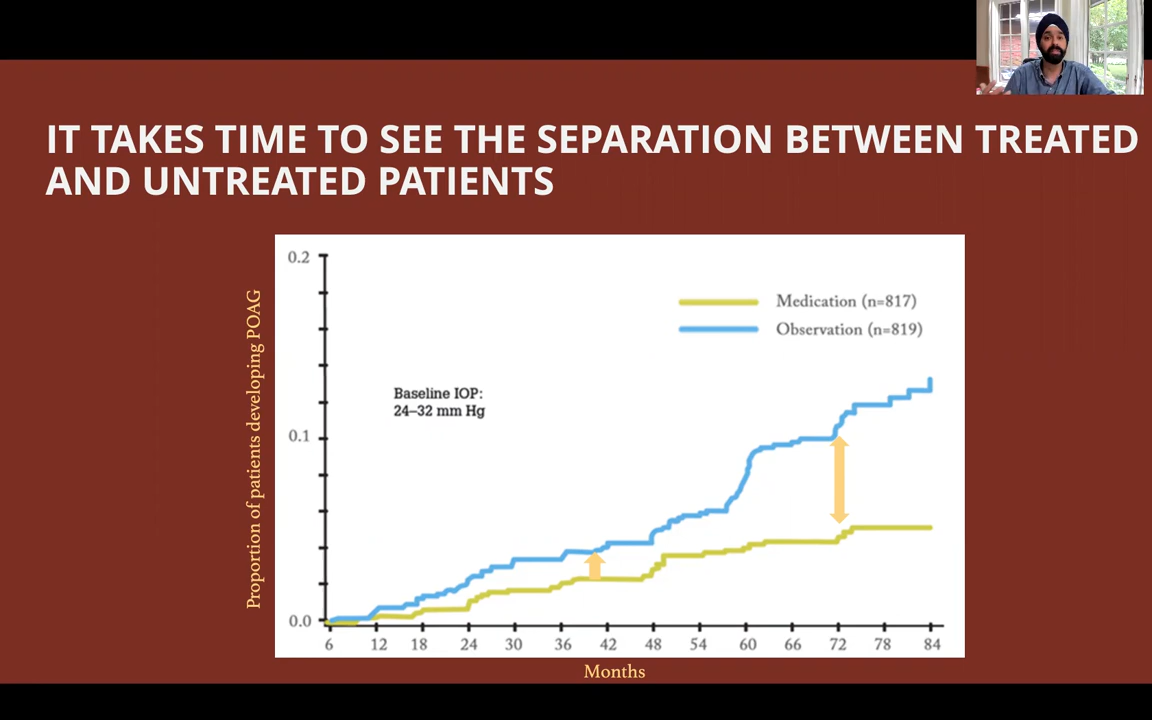 IT TAKES TIME TO SEE THE SEPARATION BETWEEN TREATED
AND UNTREATED PATIENTS
Proportion of patients developing POAG
0.2
0.1
0.0
Medication (n=817)
Observation (n=819)
Baseline IOP:
24–32 mm Hg
6 12 18 24 30 36 42 48 54 60 66 72 78 84
Months